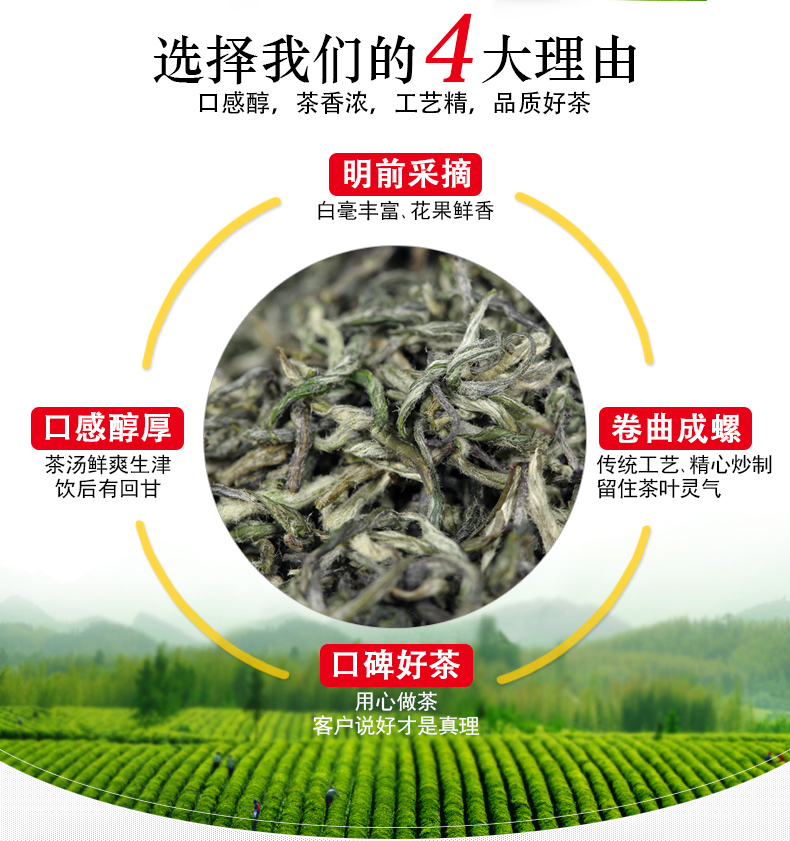 选择我们的4大理由
口感醇，茶香浓，工艺精，品质好茶
明前采摘
白毫丰富、花果鲜香
口感醇厚
茶汤鲜爽生津
饮后有回甘
卷曲成螺
传统工艺、精心炒制
留住茶叶灵气
口碑好茶
用心做茶
客户说好才是真理